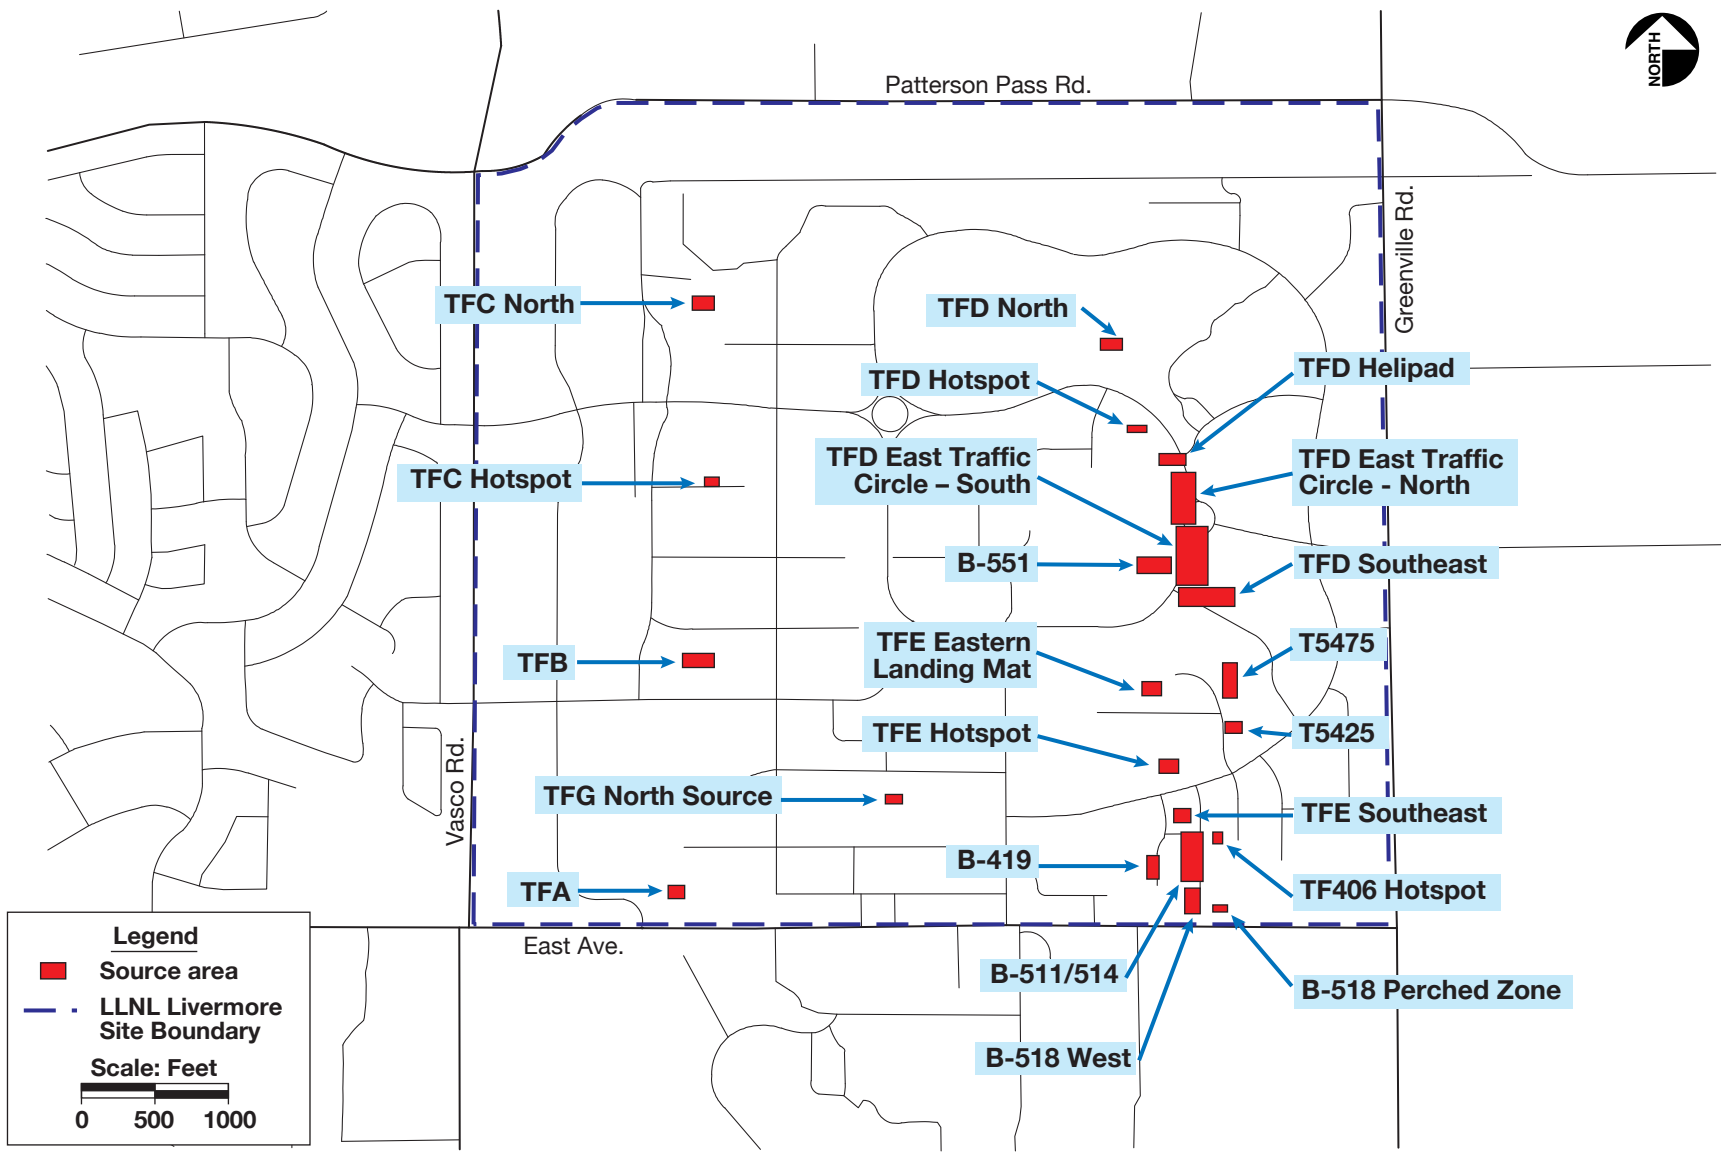 NORTH
Patterson Pass Rd.
Greenville Rd.
TFC North
TFD North
TFD Helipad
TFD Hotspot
TFD East Traffic
Circle – South
TFD East Traffic
Circle - North
TFC Hotspot
B-551
TFD Southeast
TFE Eastern
Landing Mat
T5475
TFB
TFE Hotspot
T5425
Vasco Rd.
TFG North Source
TFE Southeast
B-419
TFA
TF406 Hotspot
East Ave.
B-511/514
B-518 Perched Zone
B-518 West
Legend
Source area
LLNL Livermore
Site Boundary
Scale: Feet
0 500 1000